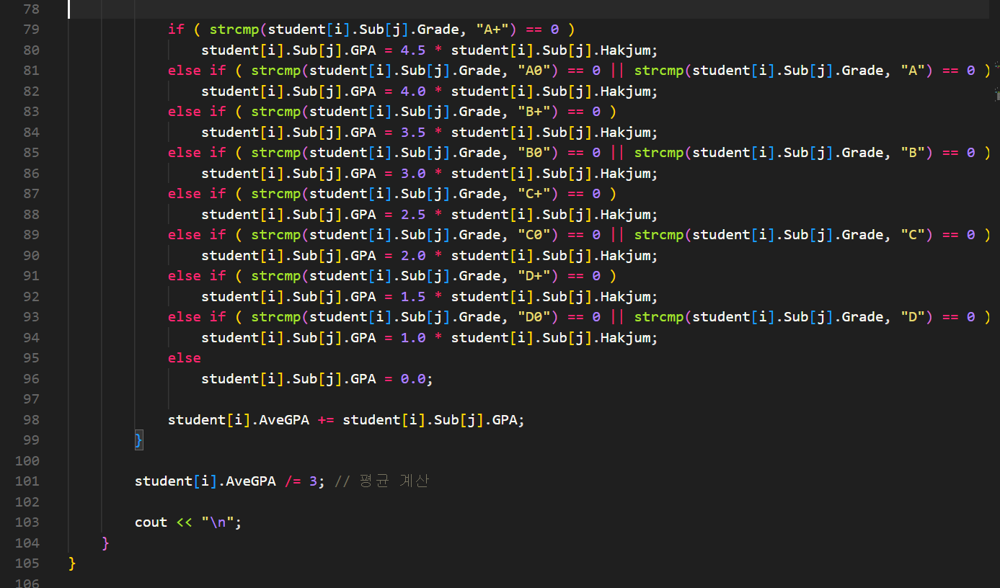 78
79 if ( strcmp(student[i].Sub[j].Grade, "A+") == 0 )
80 student[i].Sub[j].GPA = 4.5 * student[i].Sub[j].Hakjum;
81 else if ( strcmp(student[i].Sub[j].Grade, "A0") == 0 || strcmp(student[i].Sub[j].Grade, "A") == 0 )
82 student[i].Sub[j].GPA = 4.0 * student[i].Sub[j].Hakjum;
83 else if ( strcmp(student[i].Sub[j].Grade, "B+") == 0 )
84 student[i].Sub[j].GPA = 3.5 * student[i].Sub[j].Hakjum;
85 else if ( strcmp(student[i].Sub[j].Grade, "B0") == 0 || strcmp(student[i].Sub[j].Grade, "B") == 0 )
86 student[i].Sub[j].GPA = 3.0 * student[i].Sub[j].Hakjum;
87 else if ( strcmp(student[i].Sub[j].Grade, "C+") == 0 )
88 student[i].Sub[j].GPA = 2.5 * student[i].Sub[j].Hakjum;
89 else if ( strcmp(student[i].Sub[j].Grade, "C0") == 0 || strcmp(student[i].Sub[j].Grade, "C") == 0 )
90 student[i].Sub[j].GPA = 2.0 * student[i].Sub[j].Hakjum;
91 else if ( strcmp(student[i].Sub[j].Grade, "D+") == 0 )
92 student[i].Sub[j].GPA = 1.5 * student[i].Sub[j].Hakjum;
93 else if ( strcmp(student[i].Sub[j].Grade, "D0") == 0 || strcmp(student[i].Sub[j].Grade, "D") == 0 )
94 student[i].Sub[j].GPA = 1.0 * student[i].Sub[j].Hakjum;
95 else
96 student[i].Sub[j].GPA = 0.0;
97
98 student[i].AveGPA += student[i].Sub[j].GPA;
99 }
100
101 student[i].AveGPA /= 3; // 평균 계산
102
103 cout << "\n";
104 }
105 }
106